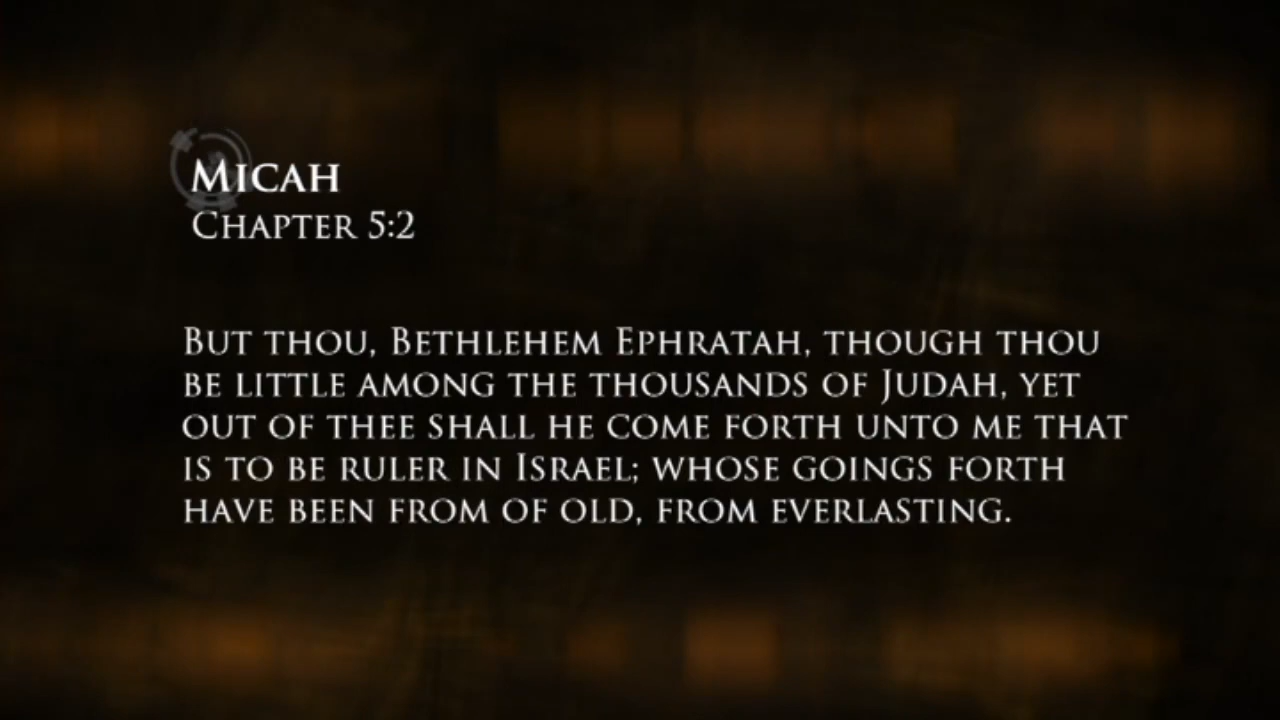 Micah
Chapter 5:2
But thou, Bethlehem Ephratah, though thou
be little among the thousands of Judah, yet
out of thee shall he come forth unto me that
is to be ruler in Israel; whose goings forth
have been from of old, from everlasting.